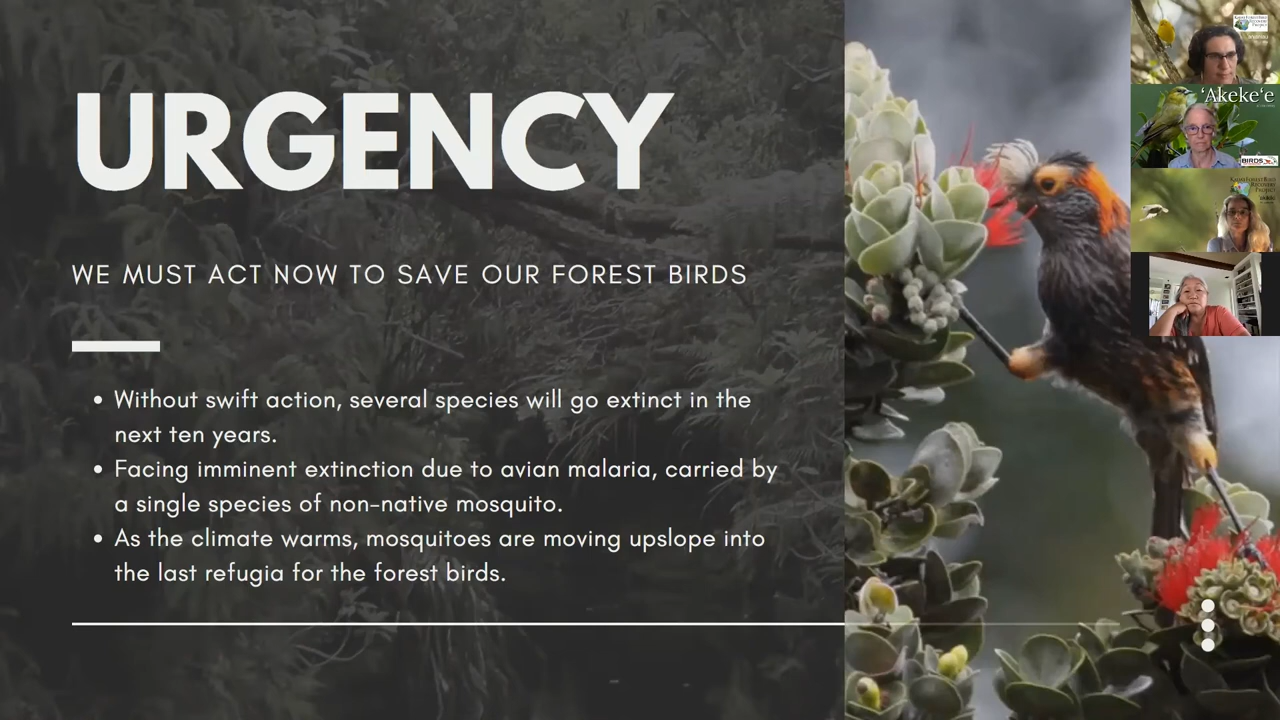 URGENCY
WE MUST ACT NOW TO SAVE OUR FOREST BIRDS
• Without swift action, several species will go extinct in the
next ten years.
• Facing imminent extinction due to avian malaria, carried by
a single species of non-native mosquito.
• As the climate warms, mosquitoes are moving upslope into
the last refugia for the forest birds.
ʻAkekeʻe
BIRDS